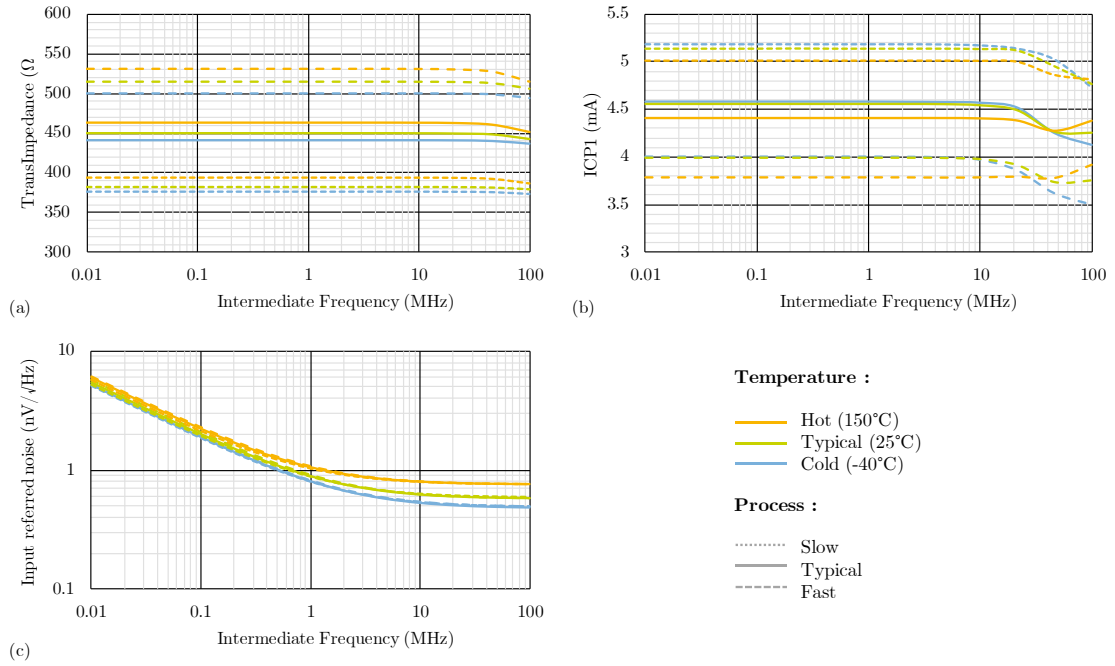 600
550
500
450
400
350
300
TransImpedance (Ω
0.01 0.1 1 10 100
Intermediate Frequency (MHz)
(a)
5.5
5
4.5
4
3.5
3
ICP1 (mA)
0.01 0.1 1 10 100
Intermediate Frequency (MHz)
(b)
10
1
0.1
Input referred noise (nV/√Hz)
0.01 0.1 1 10 100
Intermediate Frequency (MHz)
(c)
Temperature :
Hot (150°C)
Typical (25°C)
Cold (-40°C)
Process :
Slow
Typical
Fast